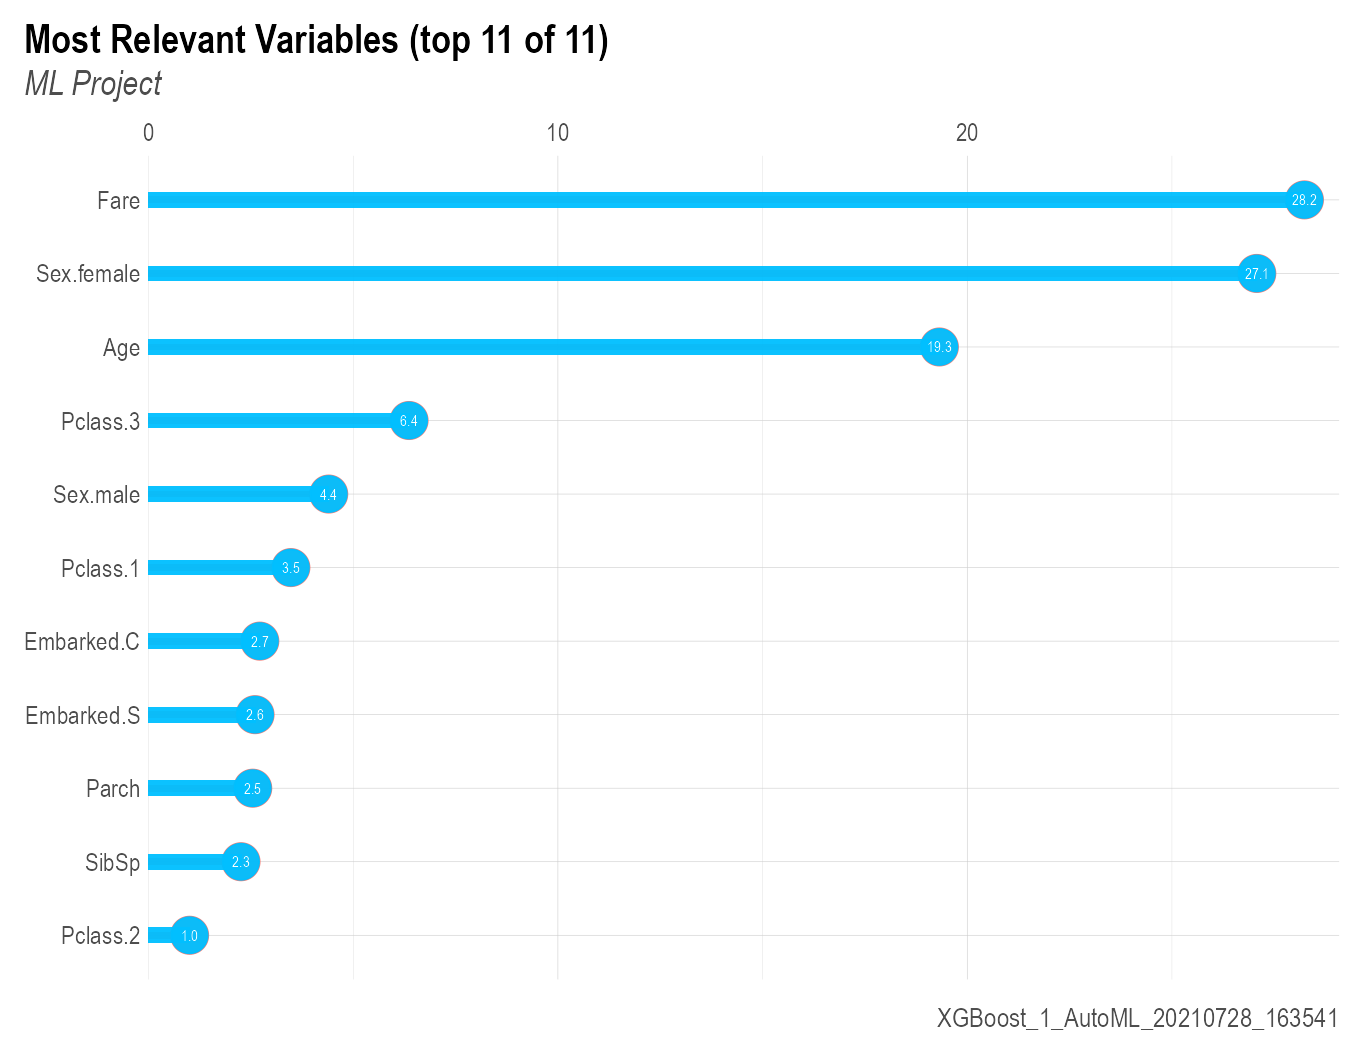 Most Relevant Variables (top 11 of 11)
ML Project
0 10 20
Fare 28.2
Sex.female 27.1
Age 19.3
Pclass.3 6.4
Sex.male 4.4
Pclass.1 3.5
Embarked.C 2.7
Embarked.S 2.6
Parch 2.5
SibSp 2.3
Pclass.2 1.0
XGBoost_1_AutoML_20210728_163541